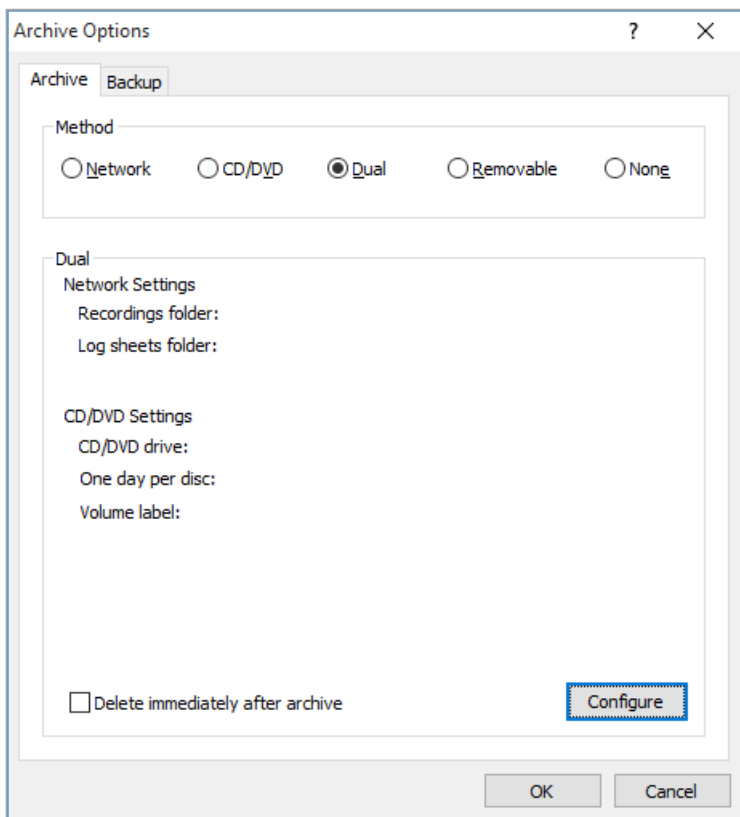 Archive Options ?
Archive Backup
Method
Network CD/DVD Dual Removable None
Dual
Network Settings
Recordings folder:
Log sheets folder:
CD/DVD Settings
CD/DVD drive:
One day per disc:
Volume label:
Delete immediately after archive Configure
OK Cancel